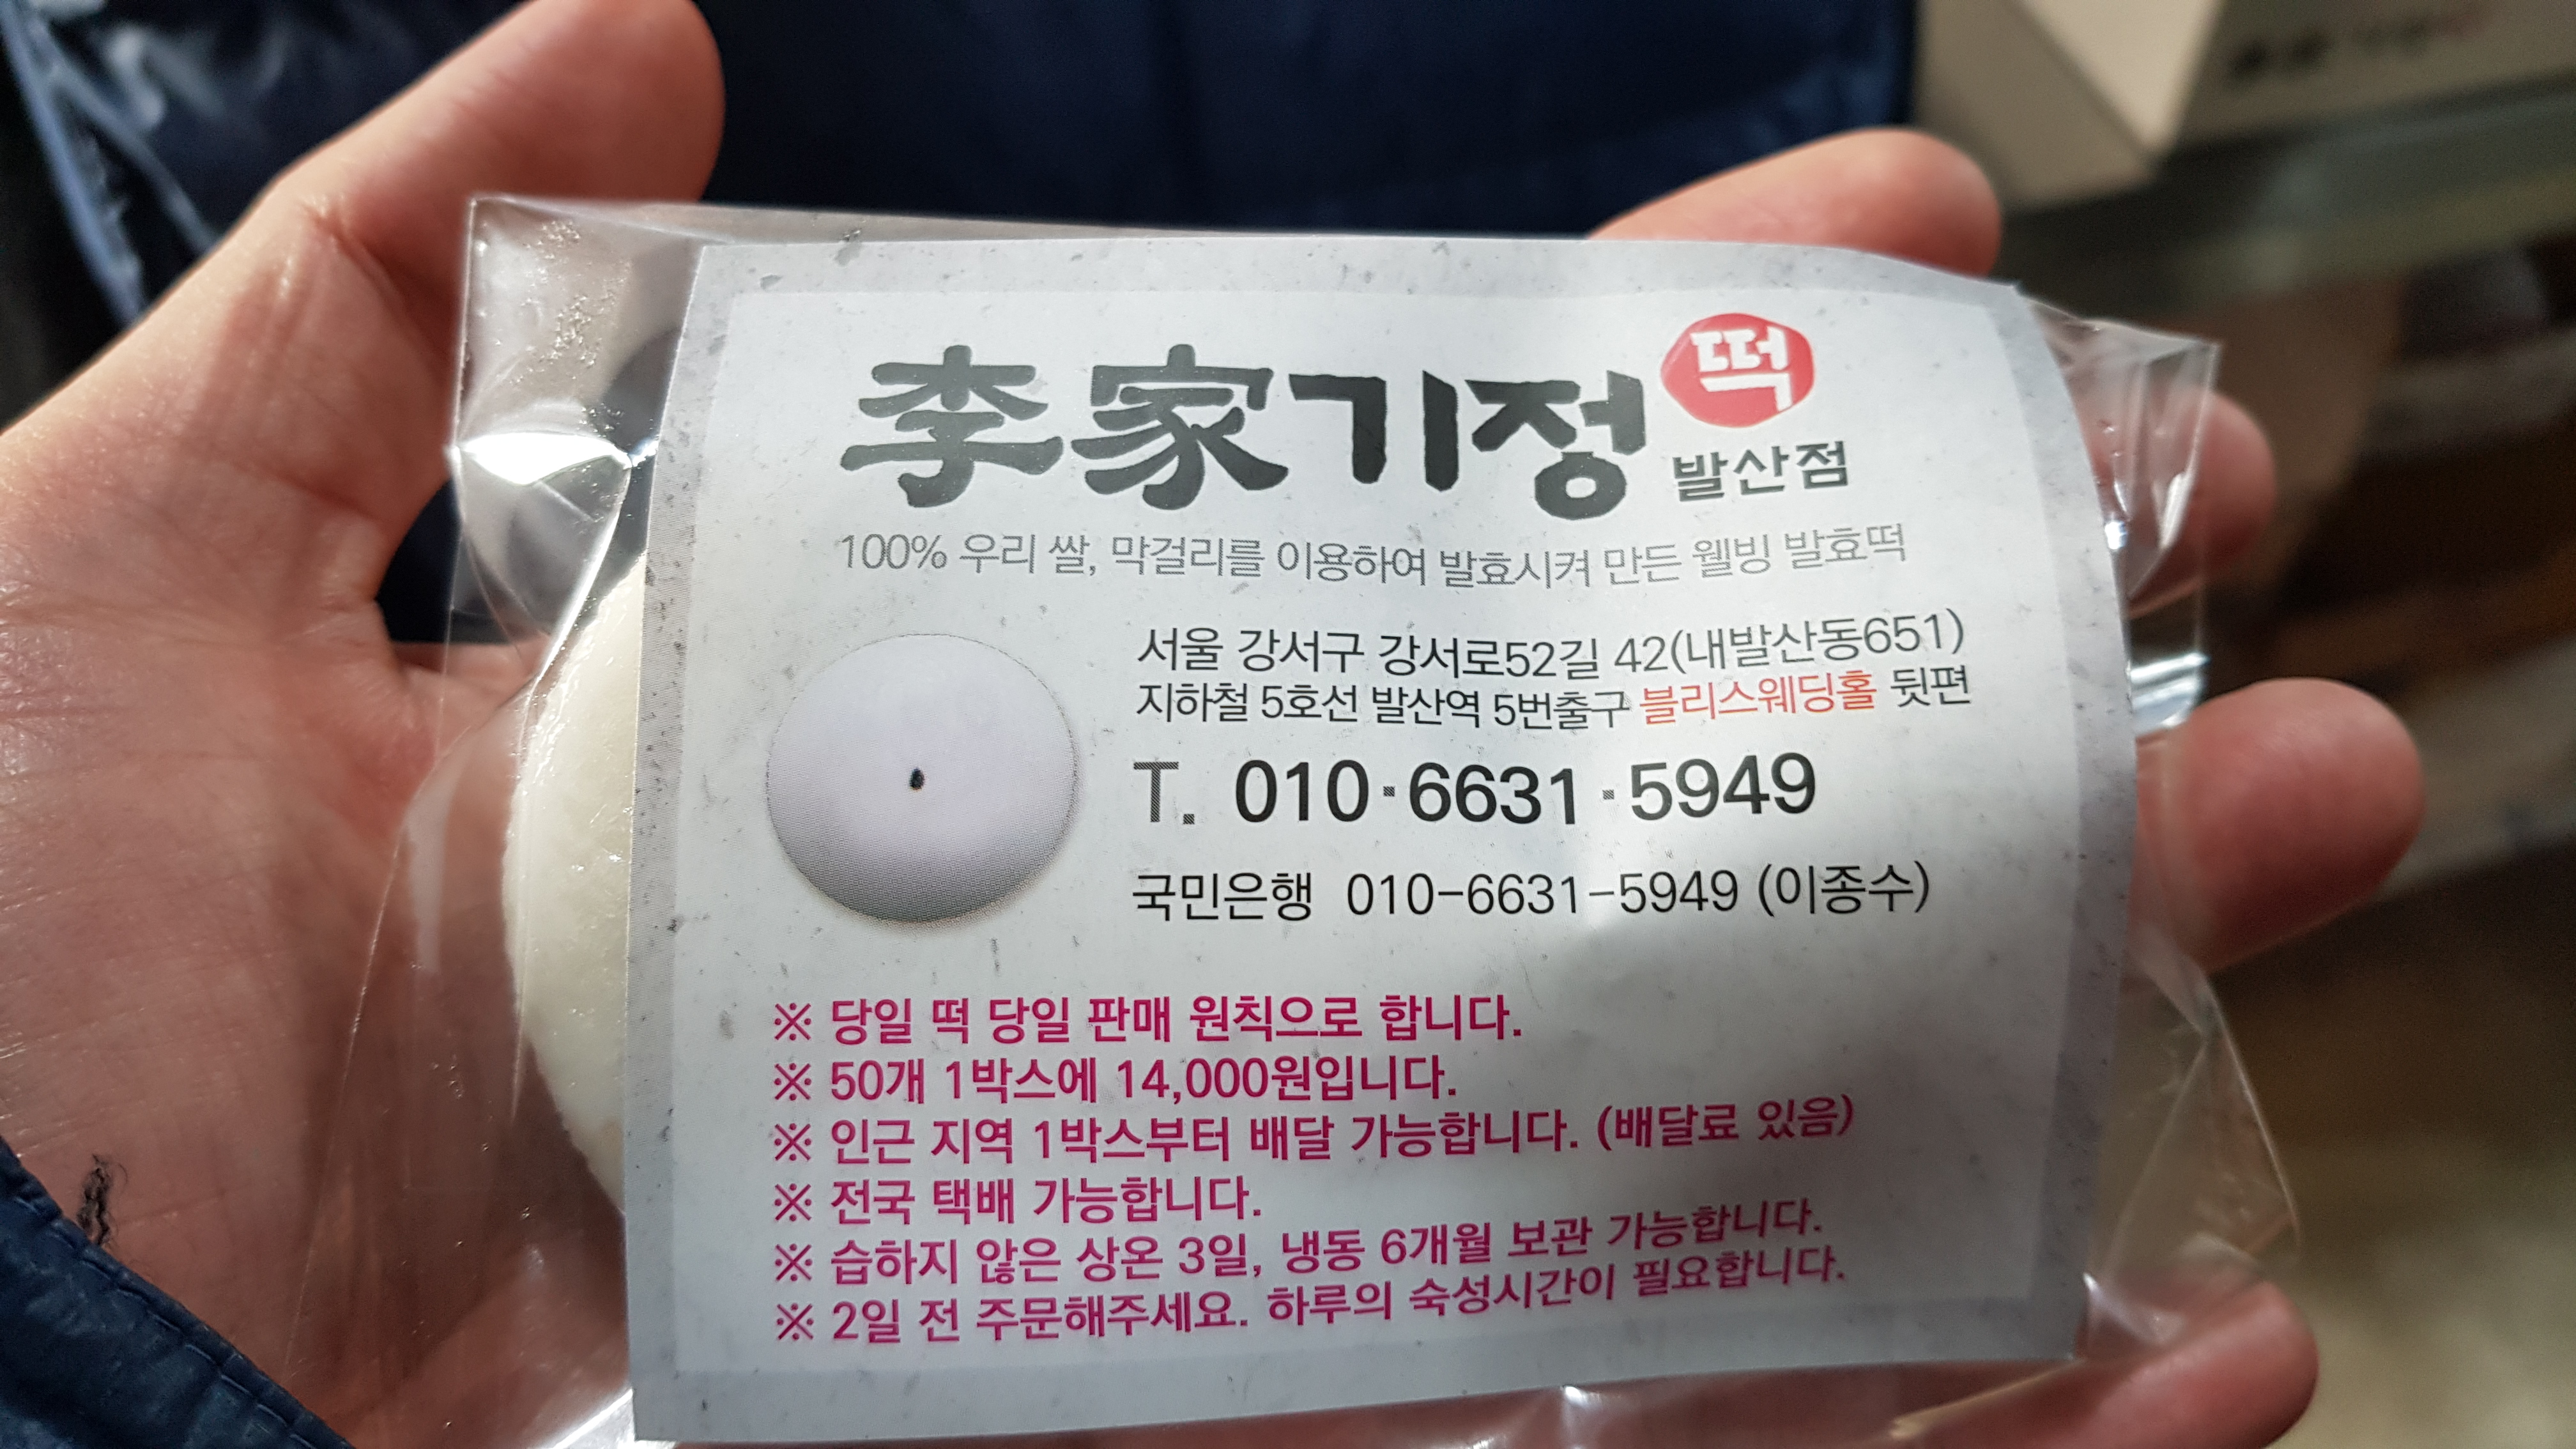 李家기정떡
발산점
100% 우리 쌀, 막걸리를 이용하여 발효시켜 만든 웰빙 발효떡
서울 강서구 강서로52길 42(내발산동651)
지하철 5호선 발산역 5번출구 블리스웨딩홀 뒷편
T. 010·6631·5949
국민은행 010-6631-5949 (이종수)
※ 당일 떡 당일 판매 원칙으로 합니다.
※ 50개 1박스에 14,000원입니다.
※ 인근 지역 1박스부터 배달 가능합니다. (배달료 있음)
※ 전국 택배 가능합니다.
※ 습하지 않은 상온 3일, 냉동 6개월 보관 가능합니다.
※ 2일 전 주문해주세요. 하루의 숙성시간이 필요합니다.